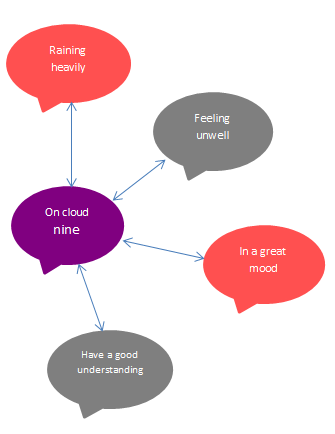 Raining
heavily
Feeling
unwell
On cloud
nine
In a great
mood
Have a good
understanding